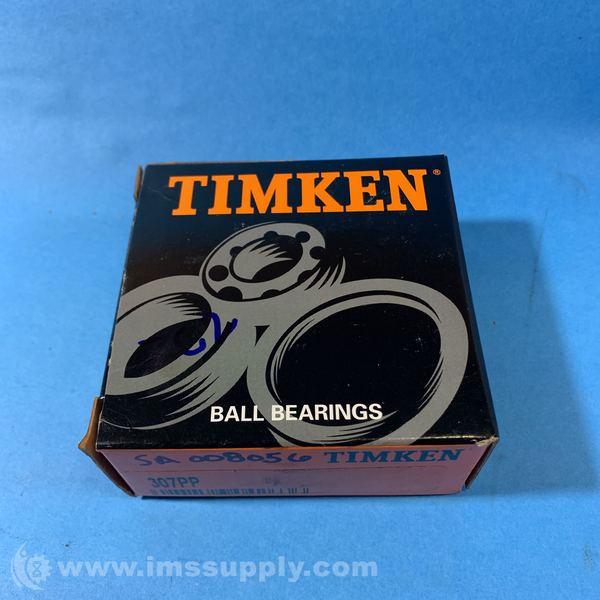 TIMKEN®
BALL BEARINGS
SA 008056 TIMKEN
307PP
www.imssupply.com